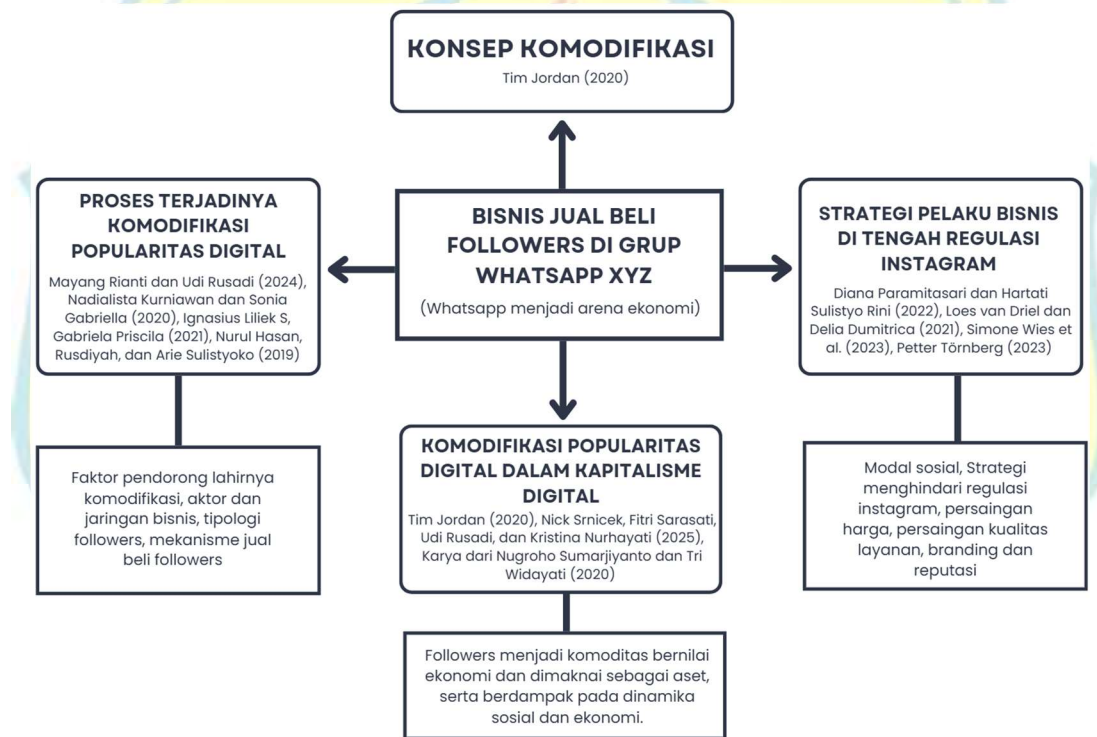 KONSEP KOMODIFIKASI
Tim Jordan (2020)
PROSES TERJADINYA
KOMODIFIKASI
POPULARITAS DIGITAL
Mayang Rianti dan Udi Rusadi (2024),
Nadialista Kurniawan dan Sonia
Gabriella (2020), Ignasius Liliek S,
Gabriela Priscila (2021), Nurul Hasan,
Rusdiyah, dan Arie Sulistyoko (2019)
BISNIS JUAL BELI
FOLLOWERS DI GRUP
WHATSAPP XYZ
(Whatsapp menjadi arena ekonomi)
STRATEGI PELAKU BISNIS
DI TENGAH REGULASI
INSTAGRAM
Diana Paramitasari dan Hartati
Sulistyo Rini (2022), Loes van Driel dan
Delia Dumitrica (2021), Simone Wies et
al. (2023), Petter Törnberg (2023)
Faktor pendorong lahirnya
komodifikasi, aktor dan
jaringan bisnis, tipologi
followers, mekanisme jual
beli followers
KOMODIFIKASI POPULARITAS
DIGITAL DALAM KAPITALISME
DIGITAL
Tim Jordan (2020), Nick Srnicek, Fitri Sarasati,
Udi Rusadi, dan Kristina Nurhayati (2025),
Karya dari Nugroho Sumarjiyanto dan Tri
Widayati (2020)
Modal sosial, Strategi
menghindari regulasi
instagram, persaingan
harga, persaingan kualitas
layanan, branding dan
reputasi
Followers menjadi komoditas bernilai
ekonomi dan dimaknai sebagai aset,
serta berdampak pada dinamika
sosial dan ekonomi.